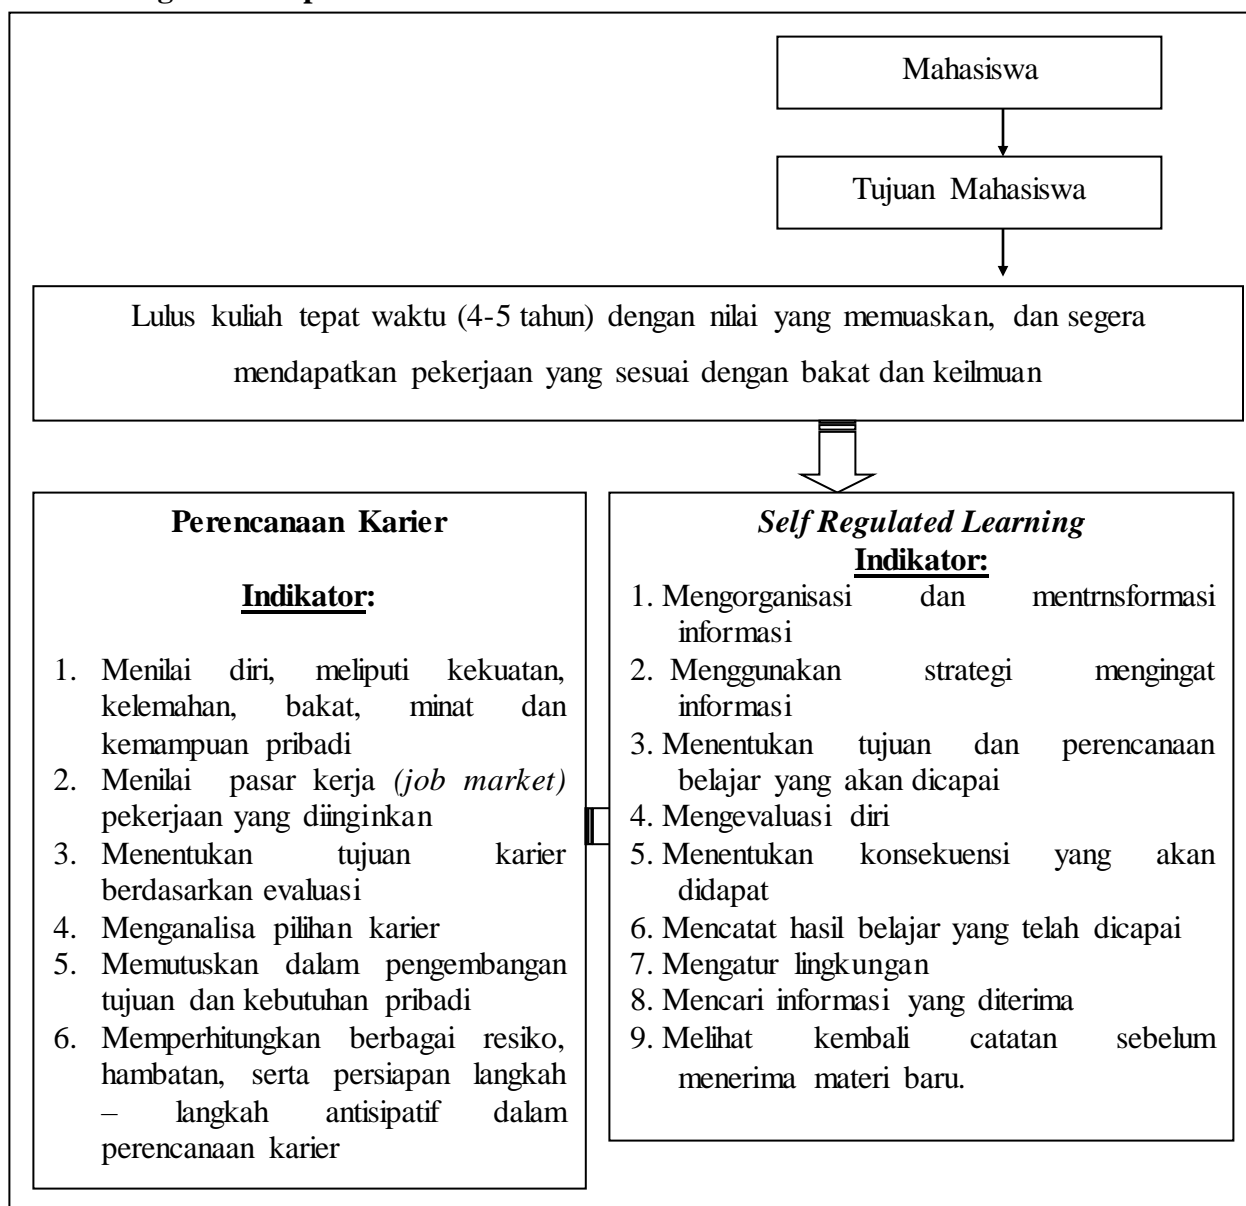 Mahasiswa
Tujuan Mahasiswa
Lulus kuliah tepat waktu (4-5 tahun) dengan nilai yang memuaskan, dan segera
mendapatkan pekerjaan yang sesuai dengan bakat dan keilmuan
Perencanaan Karier
Indikator:
1. Menilai diri, meliputi kekuatan,
kelemahan, bakat, minat dan
kemampuan pribadi
2. Menilai pasar kerja (job market)
pekerjaan yang diinginkan
3. Menentukan tujuan karier
berdasarkan evaluasi
4. Menganalisa pilihan karier
5. Memutuskan dalam pengembangan
tujuan dan kebutuhan pribadi
6. Memperhitungkan berbagai resiko,
hambatan, serta persiapan langkah
– langkah antisipatif dalam
perencanaan karier
Self Regulated Learning
Indikator:
1. Mengorganisasi dan mentrnsformasi
informasi
2. Menggunakan strategi mengingat
informasi
3. Menentukan tujuan dan perencanaan
belajar yang akan dicapai
4. Mengevaluasi diri
5. Menentukan konsekuensi yang akan
didapat
6. Mencatat hasil belajar yang telah dicapai
7. Mengatur lingkungan
8. Mencari informasi yang diterima
9. Melihat kembali catatan sebelum
menerima materi baru.